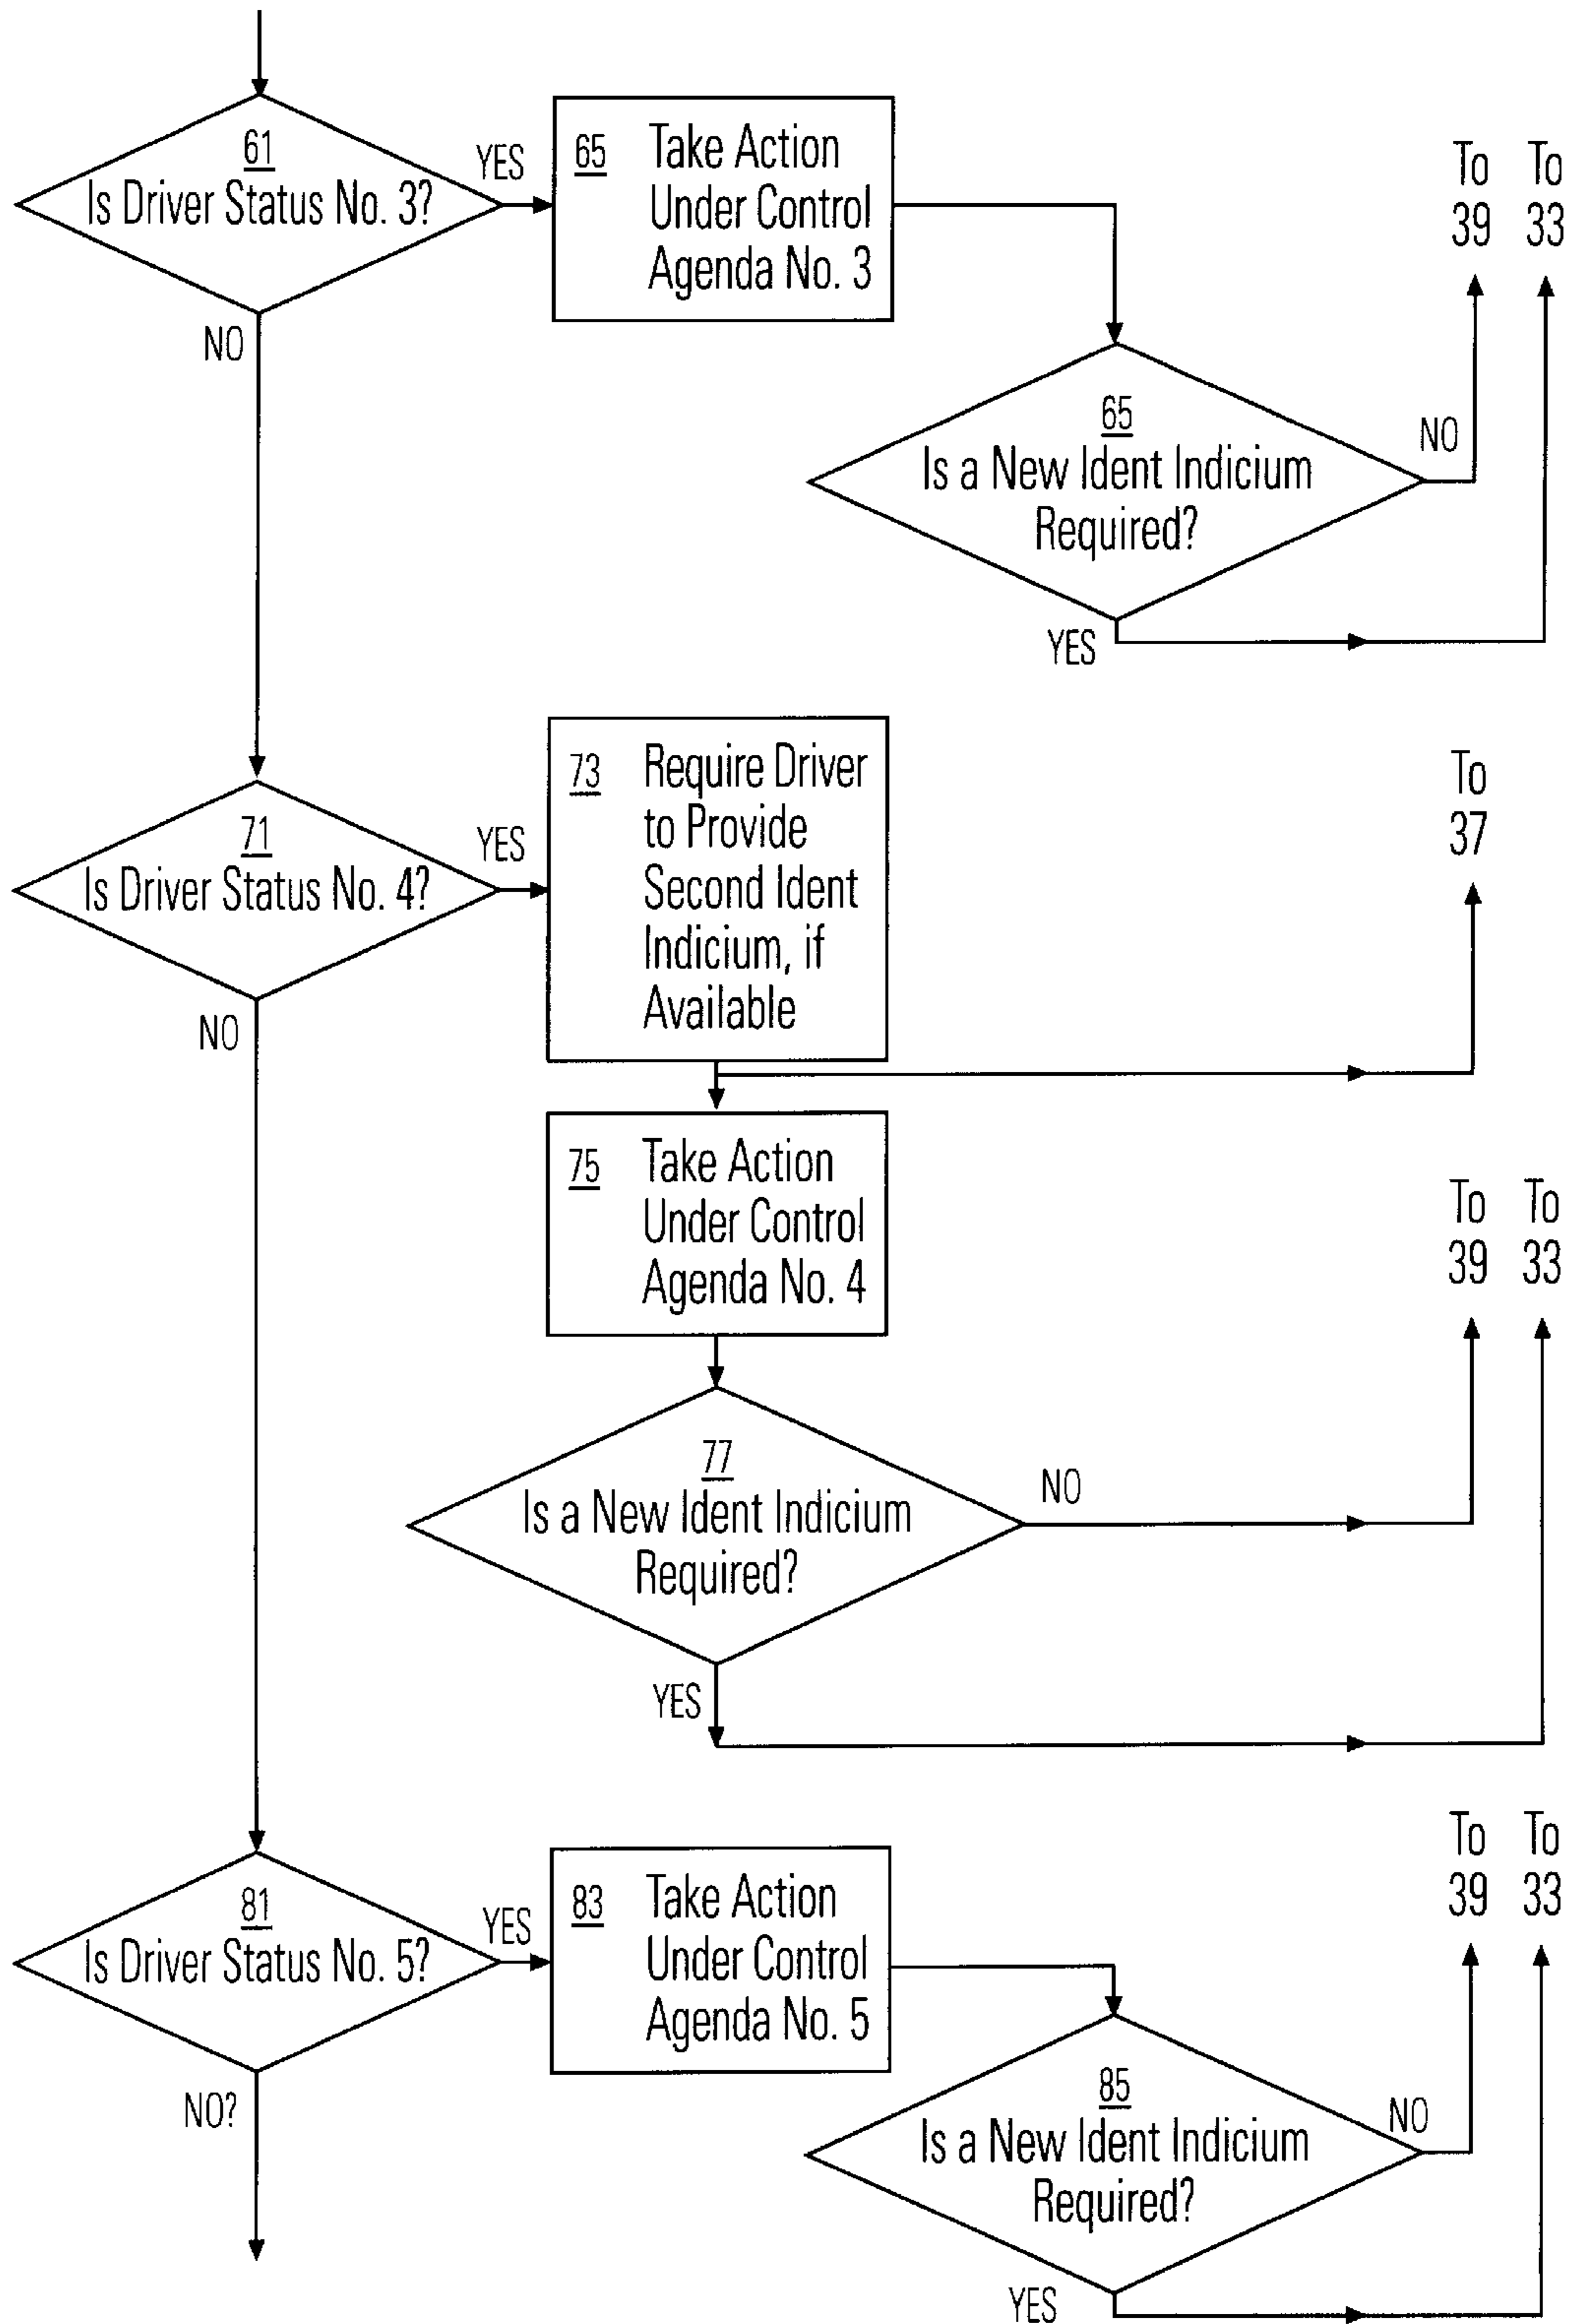 61
Is Driver Status No. 3?
YES
NO
65
Take Action
Under Control
Agenda No. 3
To
39
To
33
65
Is a New Ident Indicium
Required?
NO
YES
71
Is Driver Status No. 4?
YES
NO
73
Require Driver
to Provide
Second Ident
Indicium, if
Available
To
37
75
Take Action
Under Control
Agenda No. 4
To
39
To
33
77
Is a New Ident Indicium
Required?
NO
YES
81
Is Driver Status No. 5?
YES
NO?
83
Take Action
Under Control
Agenda No. 5
To
39
To
33
85
Is a New Ident Indicium
Required?
NO
YES